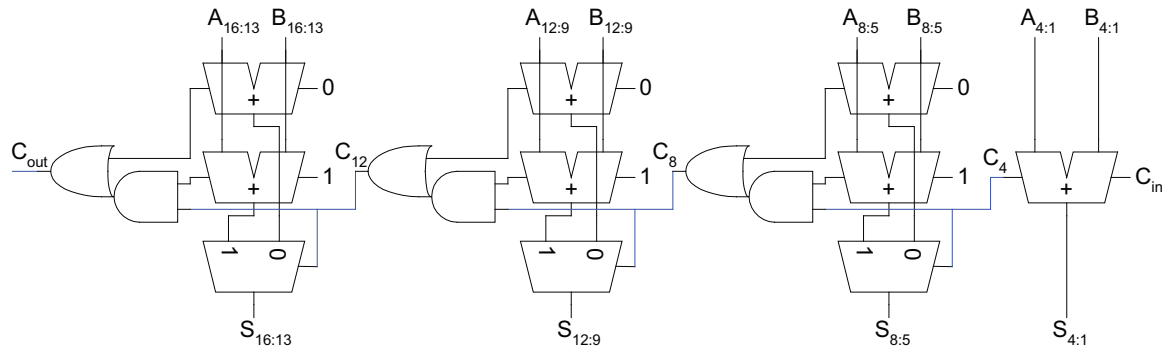 A16:13 B16:13 A12:9 B12:9 A8:5 B8:5 A4:1 B4:1
0 0 0
+ + +
Cout C12 C8 C4
1 1 1 Cin
+ + + +
1 0 1 0 1 0
S16:13 S12:9 S8:5 S4:1